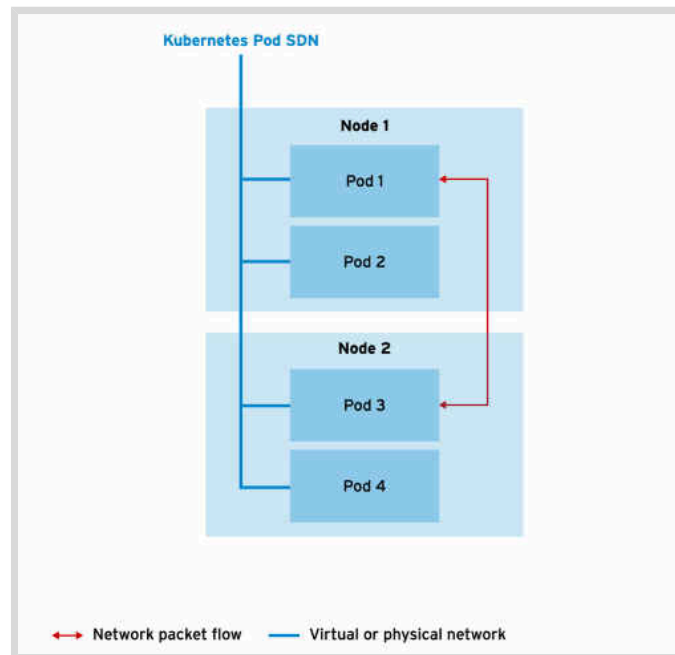 Kubernetes Pod SDN
Node 1
Pod 1
Pod 2
Node 2
Pod 3
Pod 4
Network packet flow
Virtual or physical network